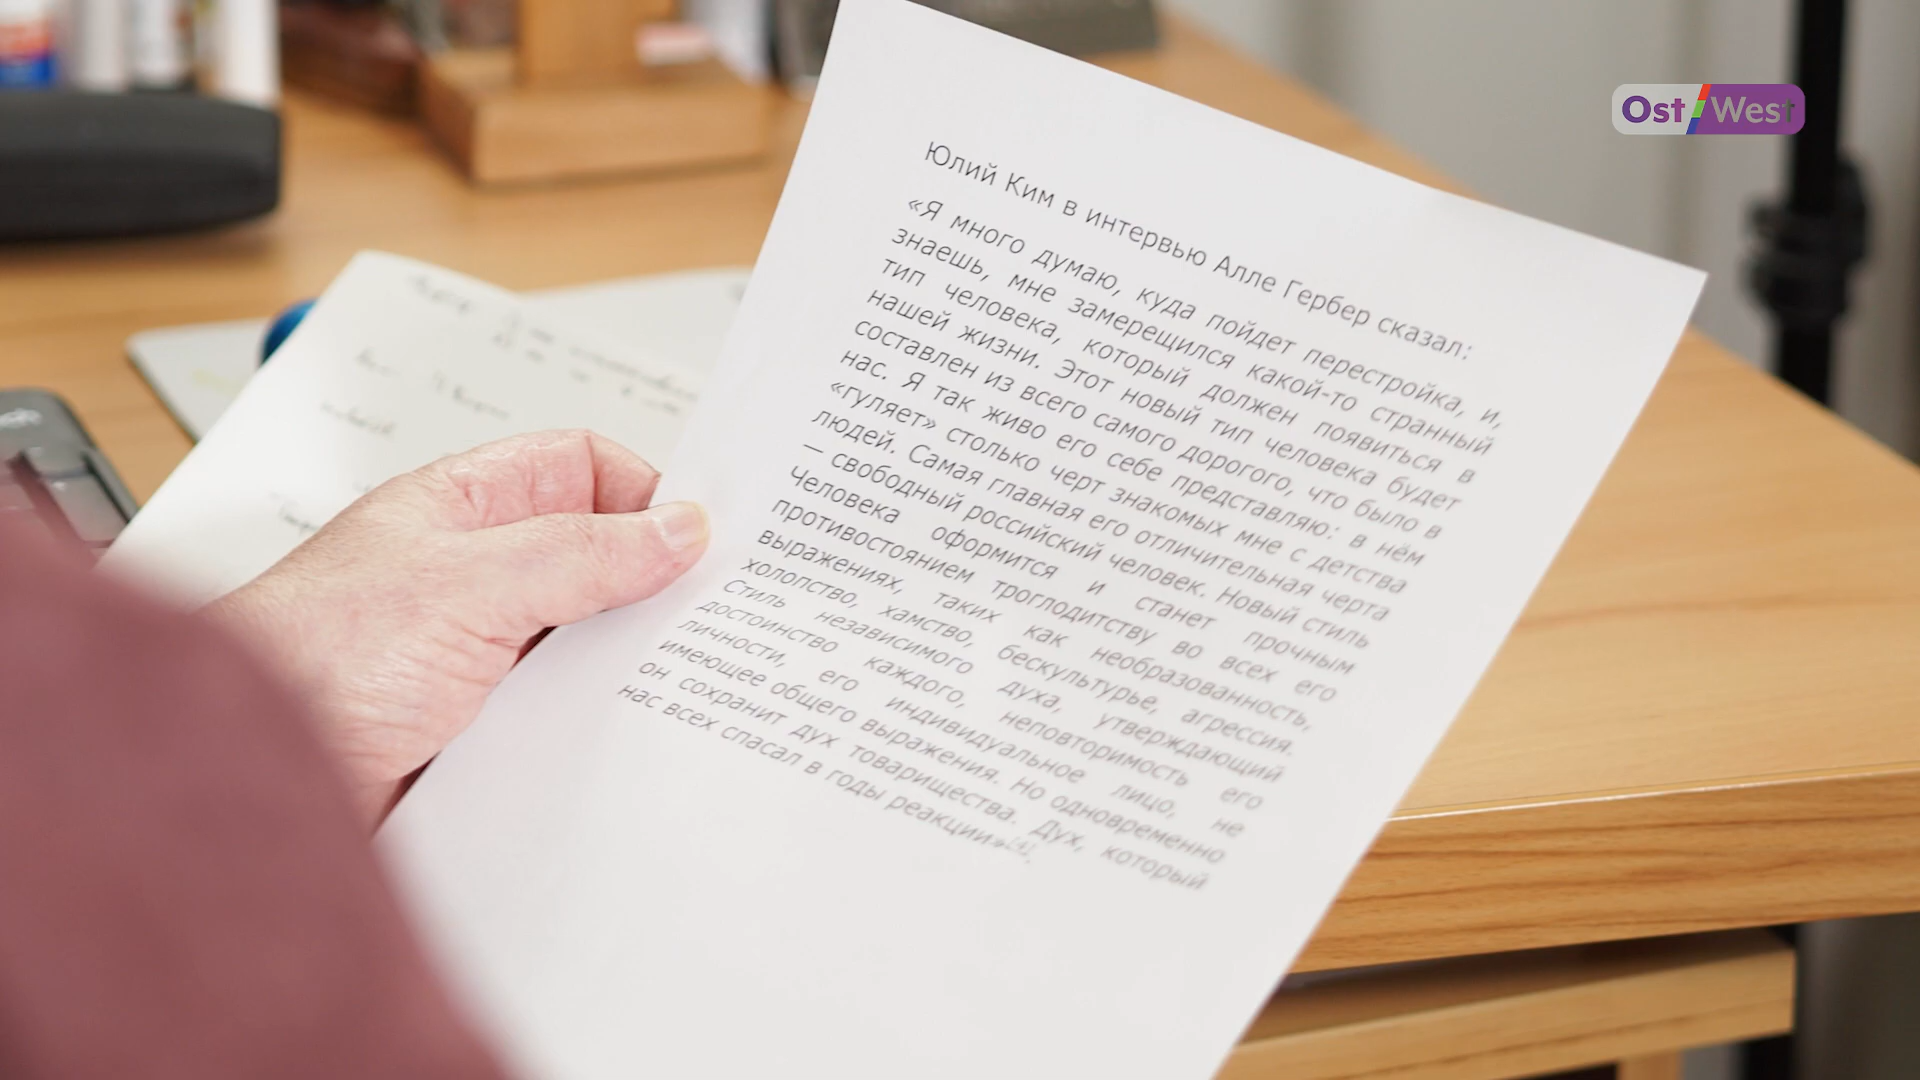 Ost/West
Юлий Ким в интервью Алле Гербер сказал:
«Я много думаю, куда пойдет перестройка, и,
знаешь, мне замерещился какой-то странный
тип человека, который должен появиться в
нашей жизни. Этот новый тип человека будет
составлен из всего самого дорогого, что было в
нас. Я так живо его себе представляю: в нём
«гуляет» столько черт знакомых мне с детства
людей. Самая главная его отличительная черта
— свободный российский человек. Новый стиль
Человека оформится и станет прочным
противостоянием троглодитству во всех его
выражениях, таких как необразованность,
холопство, хамство, бескультурье, агрессия.
Стиль независимого духа, утверждающий
достоинство каждого, неповторимость его
личности, его индивидуальное лицо, не
имеющее общего выражения. Но одновременно
он сохранит дух товарищества. Дух, который
нас всех спасал в годы реакции»